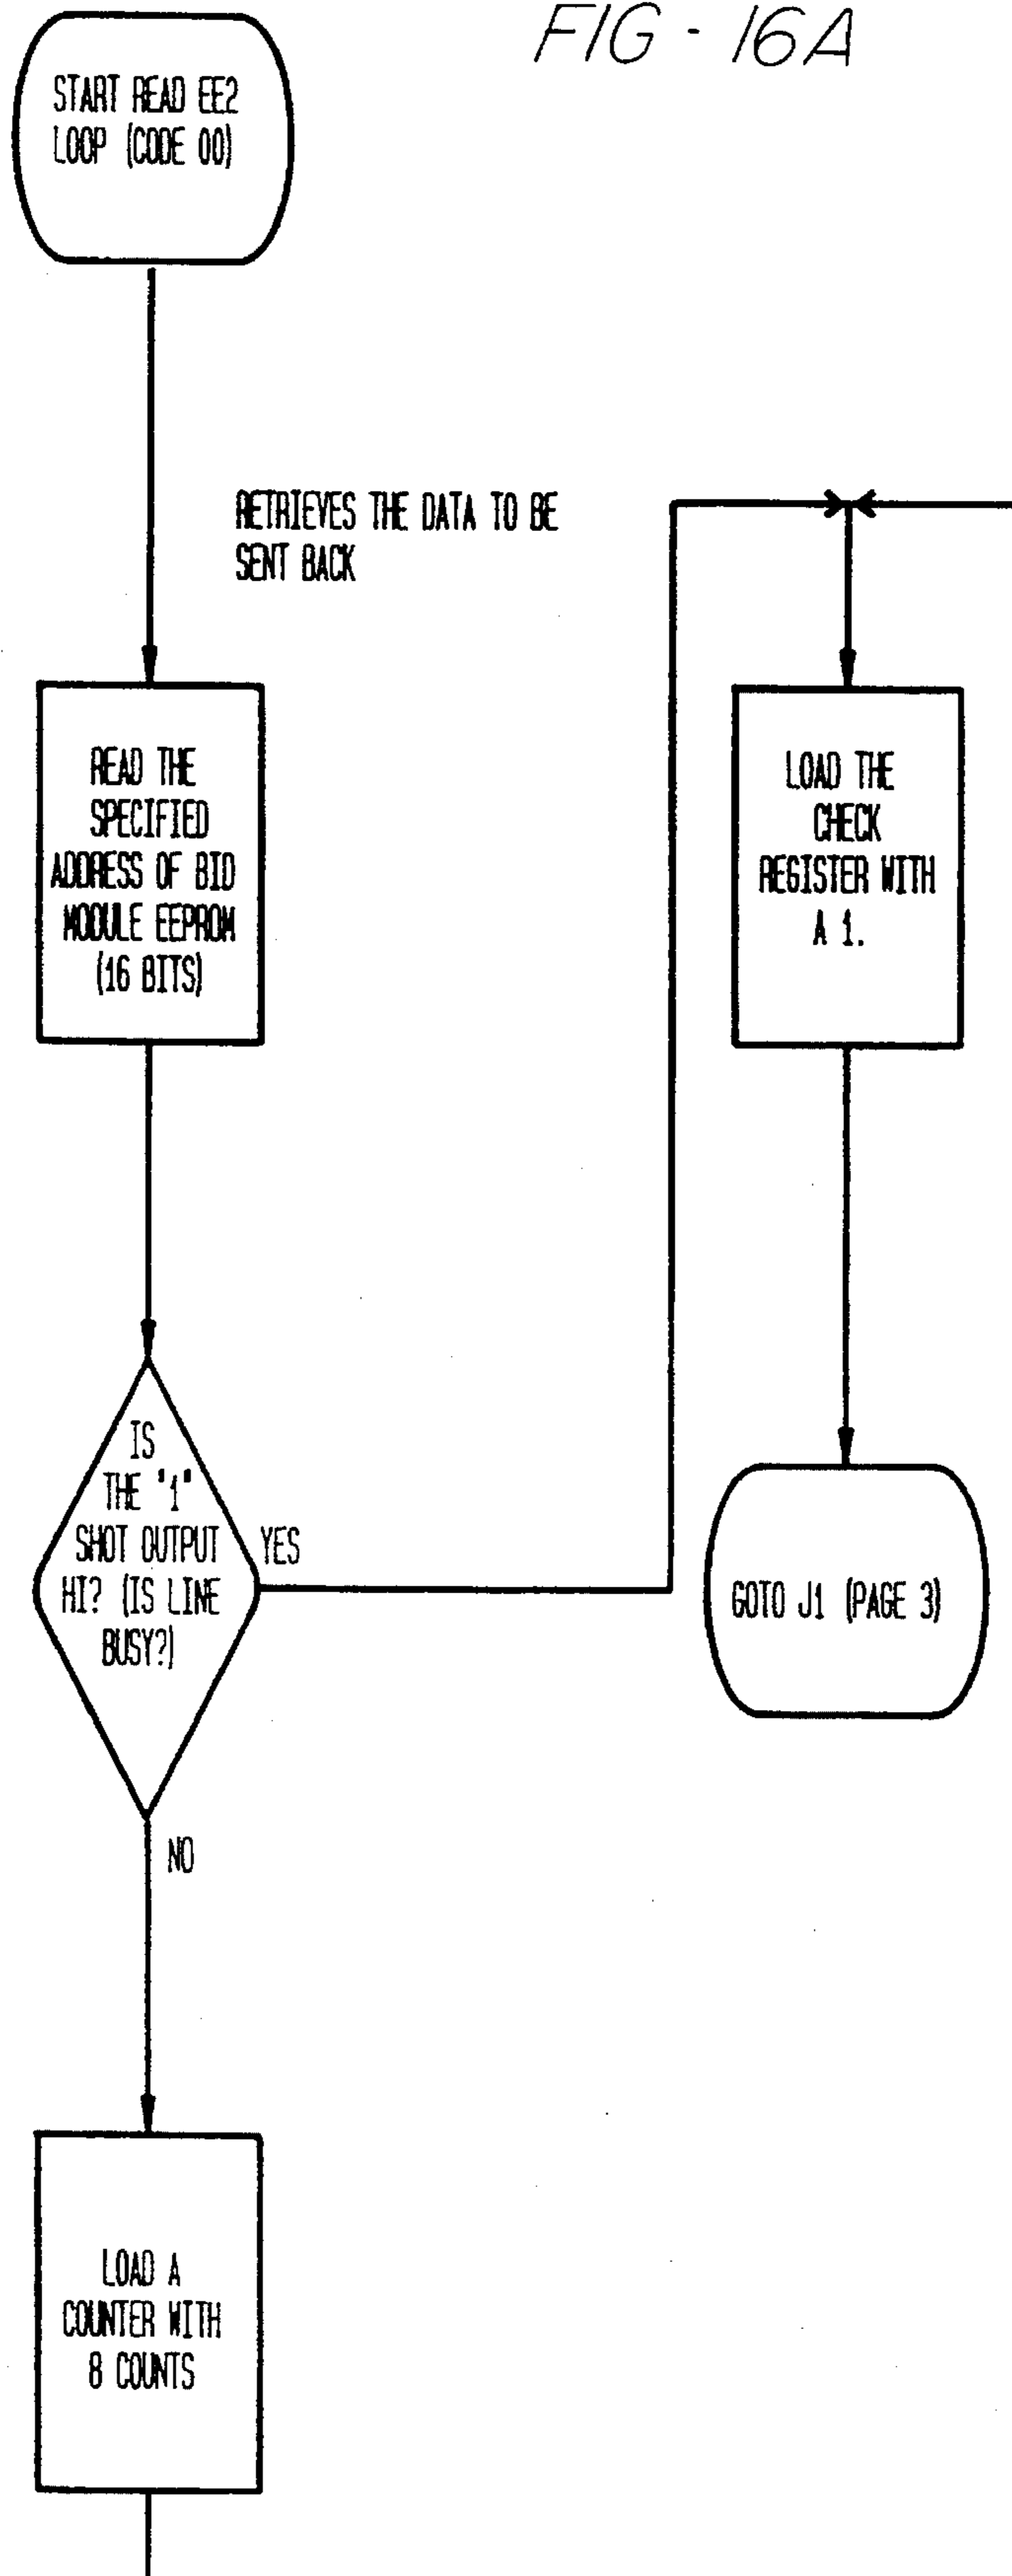 FIG - 16A
START READ EE2
LOOP (CODE 00)
RETRIEVES THE DATA TO BE
SENT BACK
READ THE
SPECIFIED
ADDRESS OF BID
MODULE EEPROM
(16 BITS)
LOAD THE
CHECK
REGISTER WITH
A 1.
IS
THE "1"
SHOT OUTPUT
HI? (IS LINE
BUSY?)
YES
GOTO J1 (PAGE 3)
NO
LOAD A
COUNTER WITH
8 COUNTS